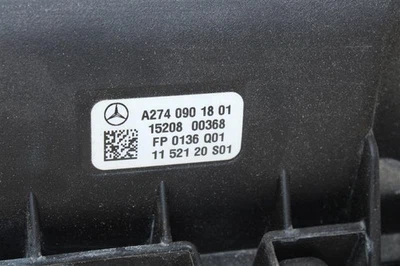 A274 090 18 01
15208 00368
FP 0136 Q01
11 521 20 S01